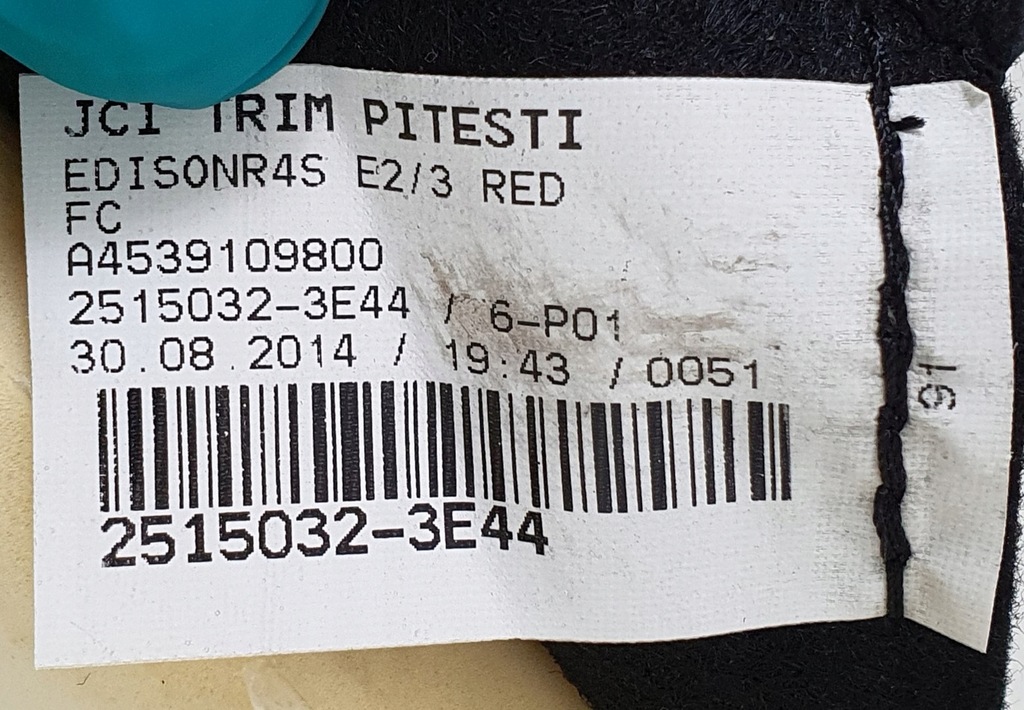 JCI TRIM PITESTI
EDISONR4S E2/3 RED
FC
A4539109800
2515032-3E44 / 6-P01
30.08.2014 / 19:43 / 0051
2515032-3E44